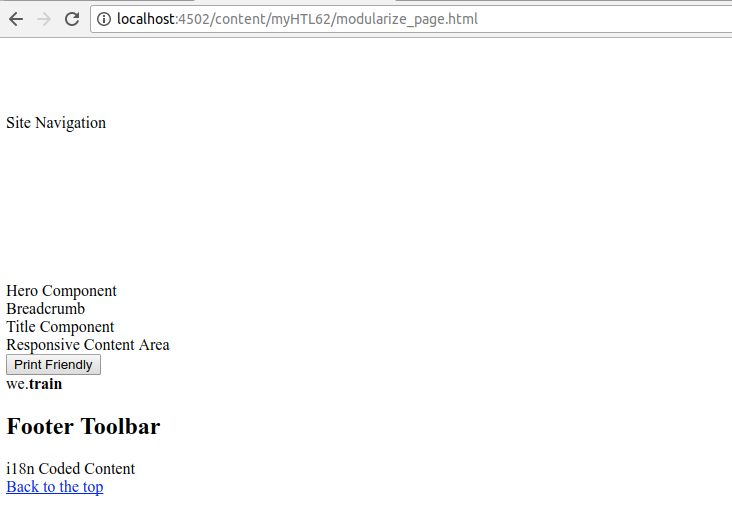 localhost:4502/content/myHTL62/modularize_page.html
Site Navigation
Hero Component
Breadcrumb
Title Component
Responsive Content Area
Print Friendly
we.train
Footer Toolbar
i18n Coded Content
Back to the top